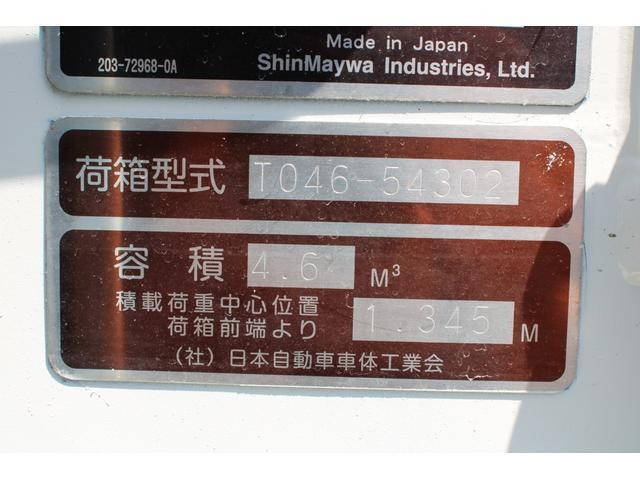 Made in Japan
203-72968-0A
ShinMaywa Industries, Ltd.
荷箱型式 T046-54302
容積 4.6 M³
積載荷重中心位置
荷箱前端より 1.345 M
(社)日本自動車車体工業会